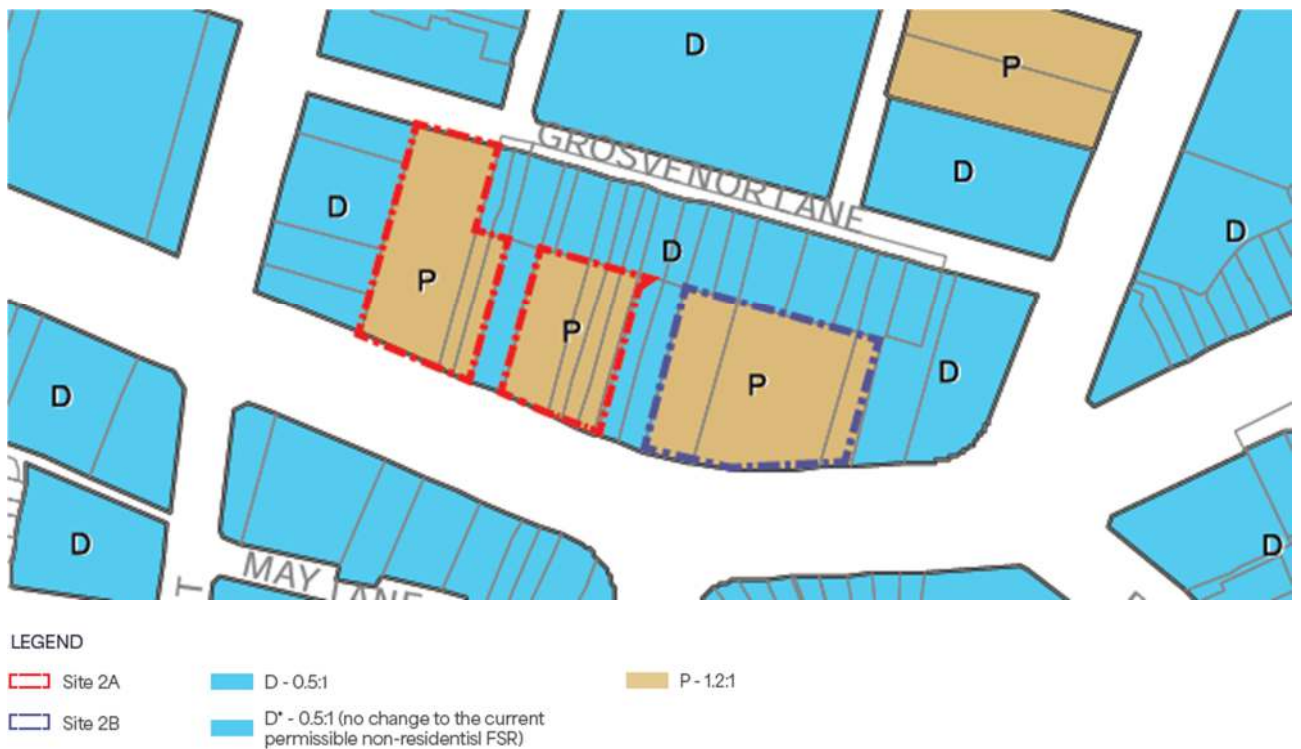 D
P
GROSVENOR LANE
D
D
D
D
P
P
P
D
D
D
D
MAY LANE
T
LEGEND
Site 2A
D - 0.5:1
P - 1.2:1
Site 2B
D* - 0.5:1 (no change to the current
permissible non-residentisl FSR)